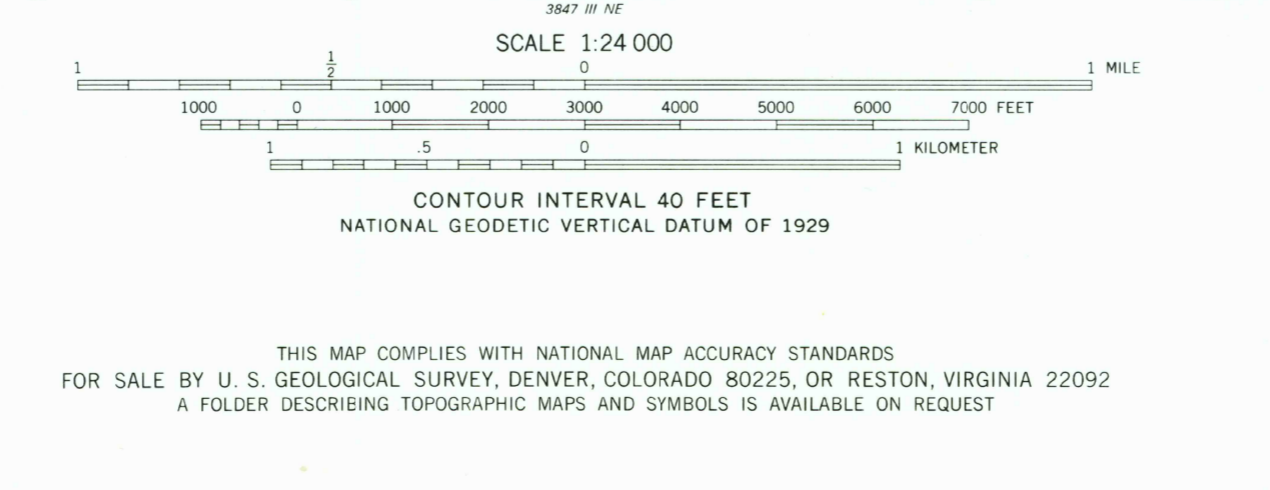 3847 III NE
SCALE 1:24 000
1 1/2 0 1 MILE
1000 0 1000 2000 3000 4000 5000 6000 7000 FEET
1 .5 0 1 KILOMETER
CONTOUR INTERVAL 40 FEET
NATIONAL GEODETIC VERTICAL DATUM OF 1929
THIS MAP COMPLIES WITH NATIONAL MAP ACCURACY STANDARDS
FOR SALE BY U. S. GEOLOGICAL SURVEY, DENVER, COLORADO 80225, OR RESTON, VIRGINIA 22092
A FOLDER DESCRIBING TOPOGRAPHIC MAPS AND SYMBOLS IS AVAILABLE ON REQUEST